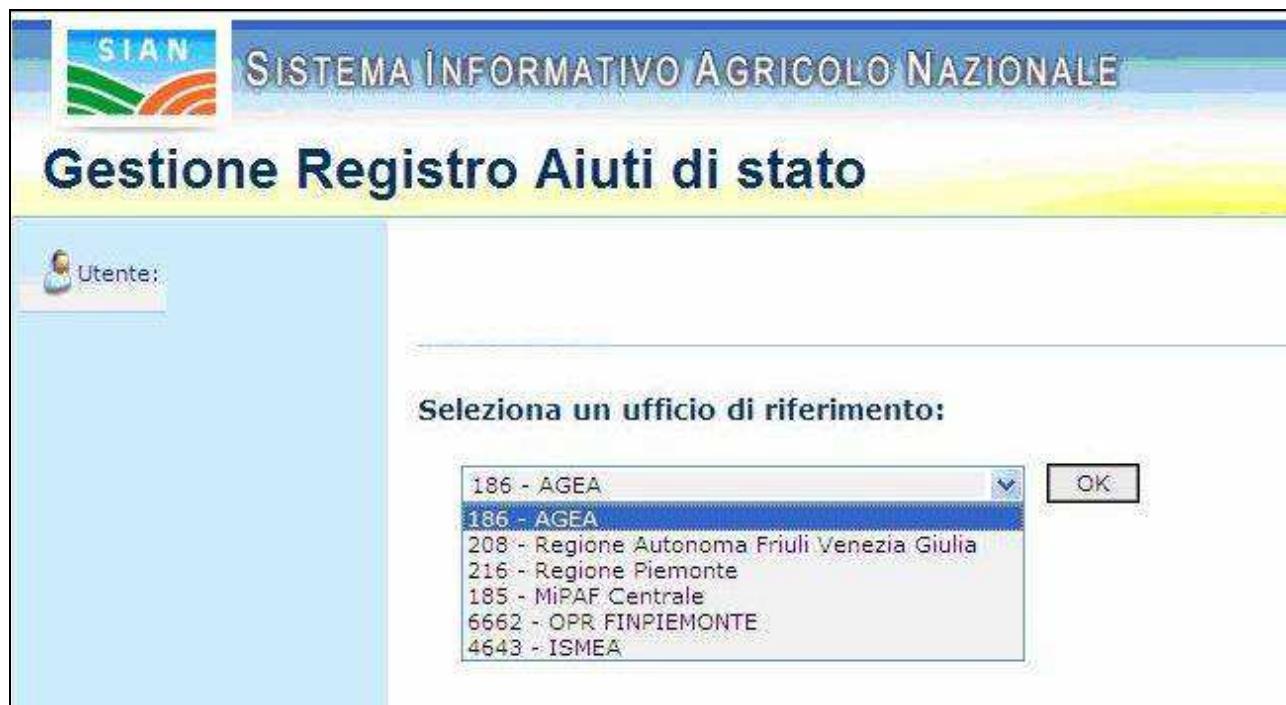 SIAN
SISTEMA INFORMATIVO AGRICOLO NAZIONALE
Gestione Registro Aiuti di stato
Utente:
Seleziona un ufficio di riferimento:
186 - AGEA OK
186 - AGEA
208 - Regione Autonoma Friuli Venezia Giulia
216 - Regione Piemonte
185 - MiPAF Centrale
6662 - OPR FINPIEMONTE
4643 - ISMEA